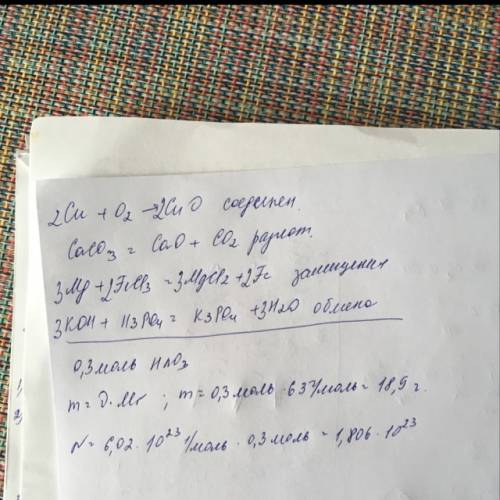 2Cu + O2 → 2CuO соединен.
CaCO3 = CaO + CO2 разлож.
3Mg + 2FeCl3 = 3MgCl2 + 2Fe замещения
3KOH + H3PO4 = K3PO4 + 3H2O обмена
0,3 моль HNO3
m = ν · Mr ; m = 0,3 моль · 63 г/моль = 18,9 г.
N = 6,02 · 10^23 1/моль · 0,3 моль = 1,806 · 10^23